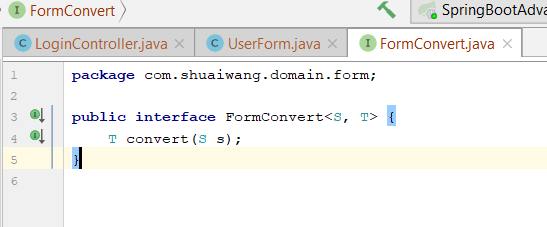 FormConvert
SpringBootAdva
LoginController.java
UserForm.java
FormConvert.java
1 package com.shuaiwang.domain.form;
2
3 public interface FormConvert<S, T> {
4 T convert(S s);
5 }
6